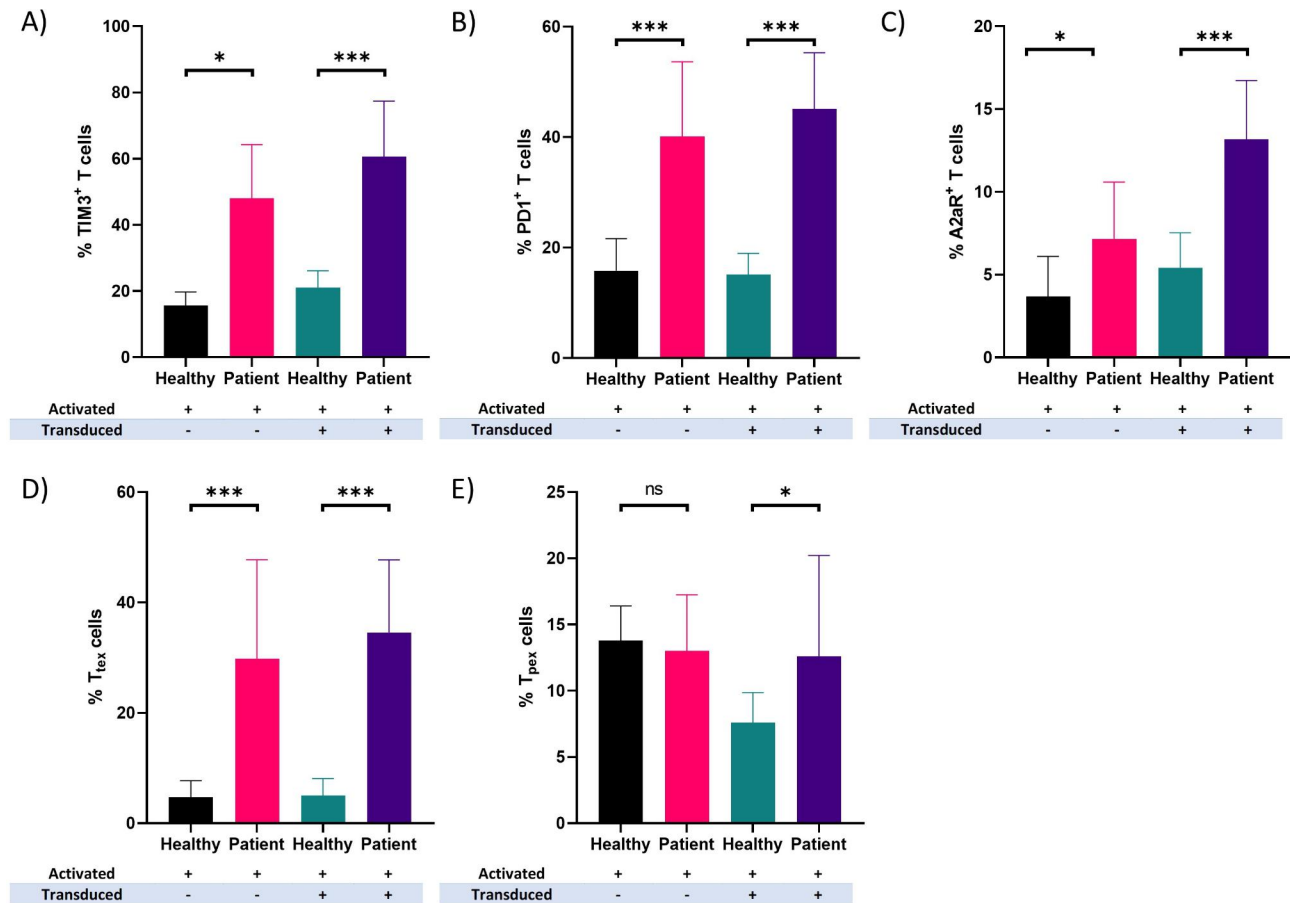 A)
% TIM3+ T cells
100
80
60
40
20
0
* ***
Healthy Patient Healthy Patient
Activated + + + +
Transduced - - + +
B)
% PD1+ T cells
60
40
20
0
*** ***
Healthy Patient Healthy Patient
Activated + + + +
Transduced - - + +
C)
% A2aR+ T cells
20
15
10
5
0
* ***
Healthy Patient Healthy Patient
Activated + + + +
Transduced - - + +
D)
% Ttex cells
60
40
20
0
*** ***
Healthy Patient Healthy Patient
Activated + + + +
Transduced - - + +
E)
% Tpex cells
25
20
15
10
5
0
ns *
Healthy Patient Healthy Patient
Activated + + + +
Transduced - - + +